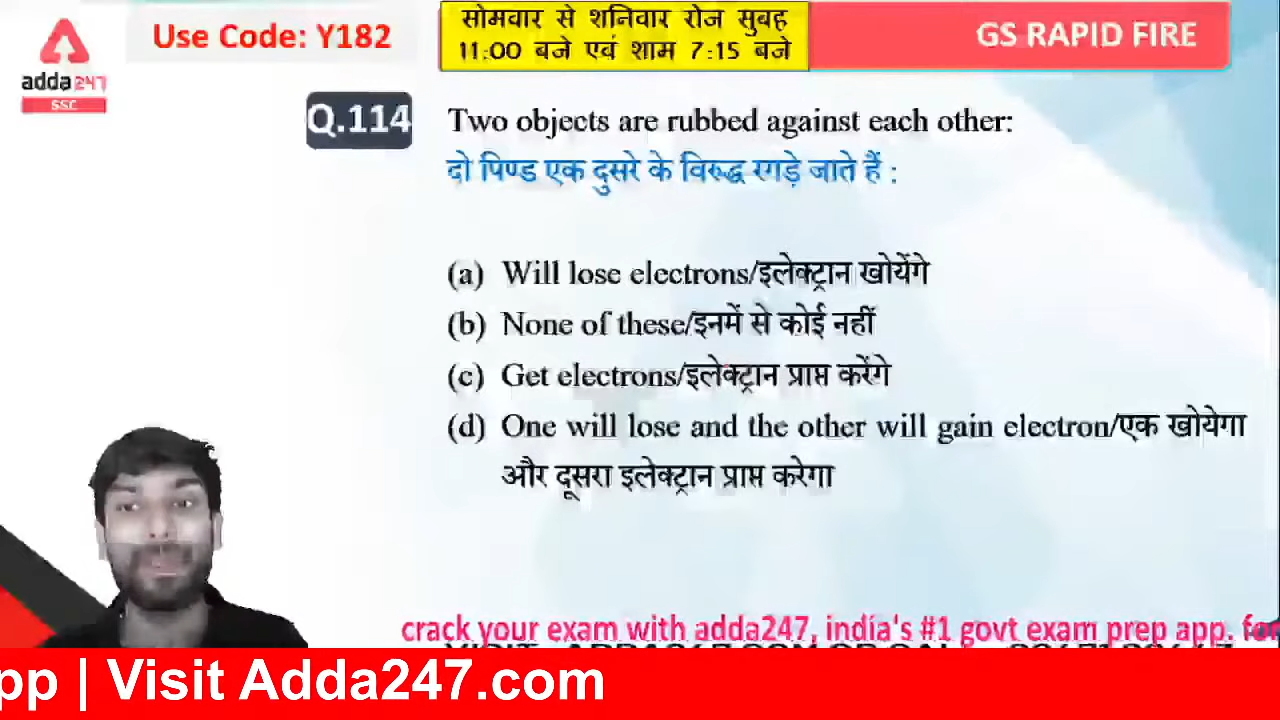 Use Code: Y182
सोमवार से शनिवार रोज सुबह
11:00 बजे एवं शाम 7:15 बजे
GS RAPID FIRE
adda247
SSC
Q.114
Two objects are rubbed against each other:
दो पिण्ड एक दुसरे के विरुद्ध रगड़े जाते हैं :
(a) Will lose electrons/इलेक्ट्रान खोयेंगे
(b) None of these/इनमें से कोई नहीं
(c) Get electrons/इलेक्ट्रान प्राप्त करेंगे
(d) One will lose and the other will gain electron/एक खोयेगा
और दूसरा इलेक्ट्रान प्राप्त करेगा
crack your exam with adda247, india's #1 govt exam prep app. for
pp | Visit Adda247.com